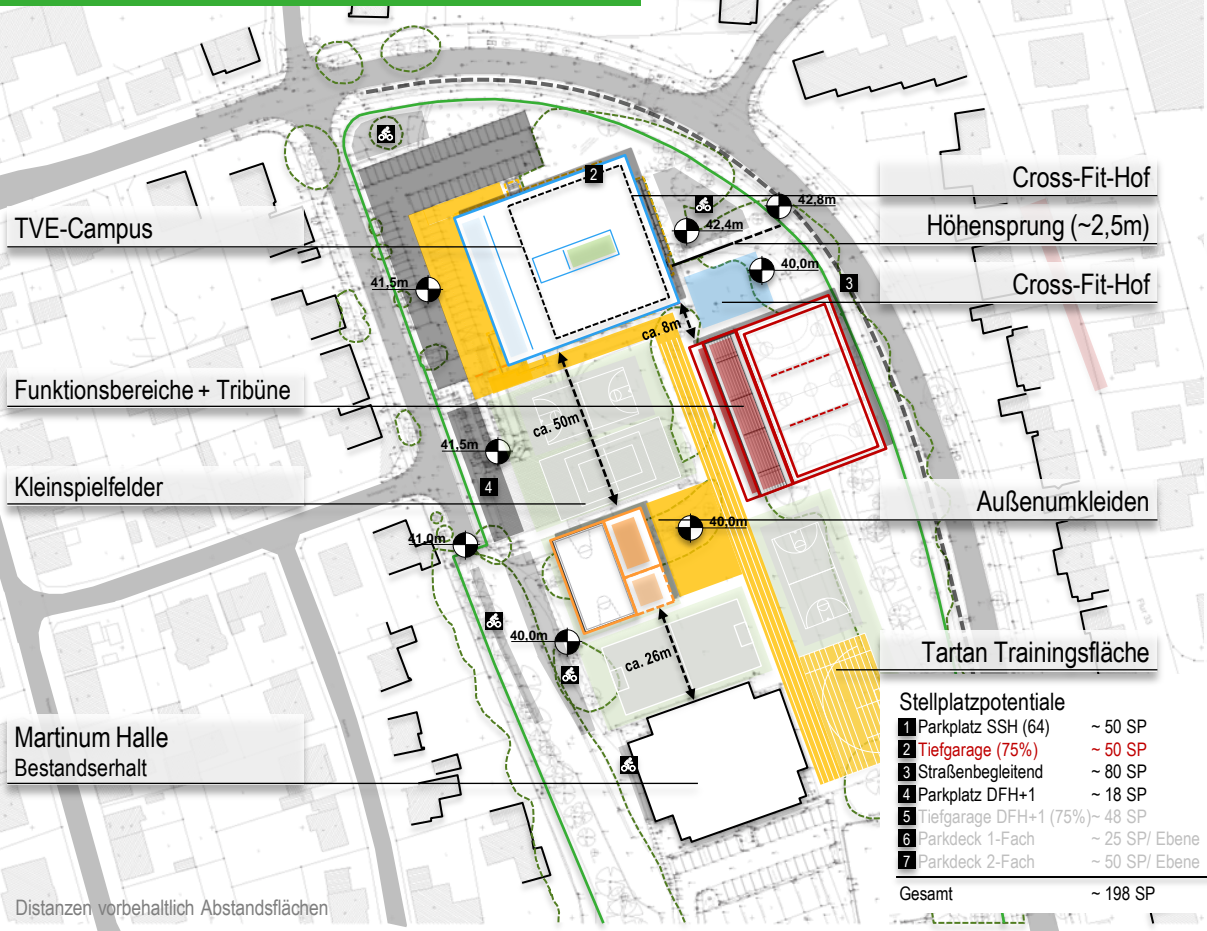 2
Cross-Fit-Hof
42,8m
TVE-Campus
42,4m
Höhensprung (~2,5m)
40,0m
41,5m
3
Cross-Fit-Hof
ca. 8m
Funktionsbereiche + Tribüne
ca. 50m
41,5m
Kleinspielfelder
4
Außenumkleiden
40,0m
41,0m
40.0m
ca. 26m
Tartan Trainingsfläche
Martinum Halle
Bestandserhalt
Stellplatzpotentiale
1 Parkplatz SSH (64) ~ 50 SP
2 Tiefgarage (75%) ~ 50 SP
3 Straßenbegleitend ~ 80 SP
4 Parkplatz DFH+1 ~ 18 SP
5 Tiefgarage DFH+1 (75%) ~ 48 SP
6 Parkdeck 1-Fach ~ 25 SP/ Ebene
7 Parkdeck 2-Fach ~ 50 SP/ Ebene
Gesamt ~ 198 SP
Distanzen vorbehaltlich Abstandsflächen